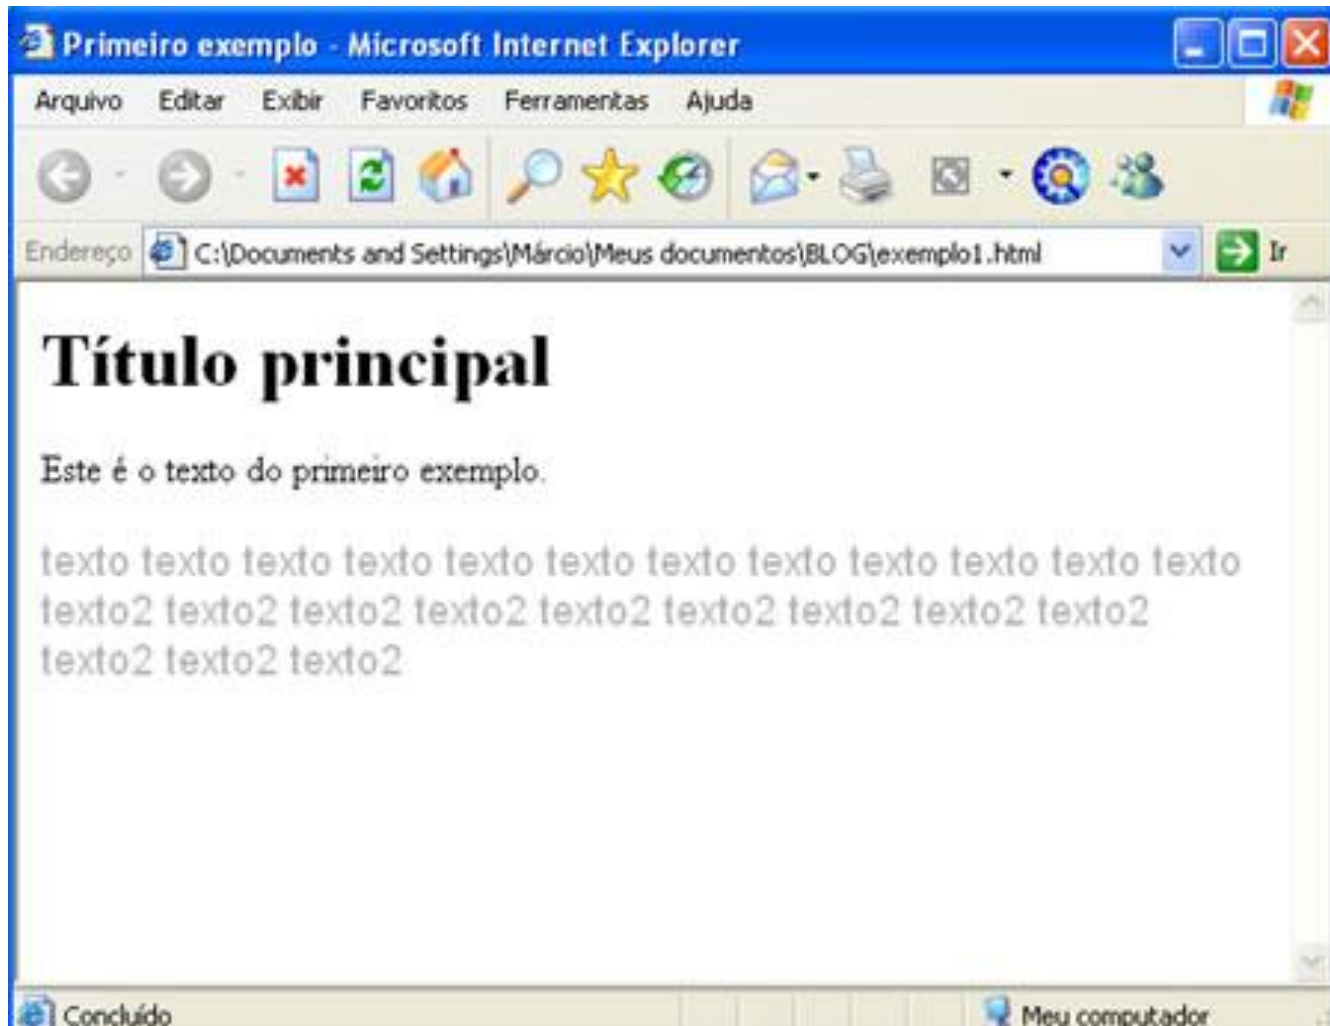 Primeiro exemplo - Microsoft Internet Explorer
Arquivo Editar Exibir Favoritos Ferramentas Ajuda
Endereço C:\Documents and Settings\Márcio\Meus documentos\BLOG\exemplo1.html Ir
Título principal
Este é o texto do primeiro exemplo.
texto texto texto texto texto texto texto texto texto texto texto texto
texto2 texto2 texto2 texto2 texto2 texto2 texto2 texto2 texto2
texto2 texto2 texto2
Concluído Meu computador